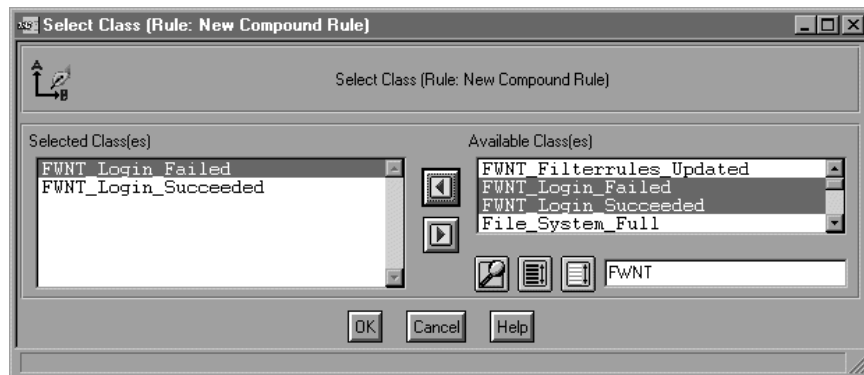 Select Class (Rule: New Compound Rule)
A
B
Select Class (Rule: New Compound Rule)
Selected Class(es)
FWNT_Login_Failed
FWNT_Login_Succeeded
Available Class(es)
FWNT_Filterrules_Updated
FWNT_Login_Failed
FWNT_Login_Succeeded
File_System_Full
FWNT
OK
Cancel
Help